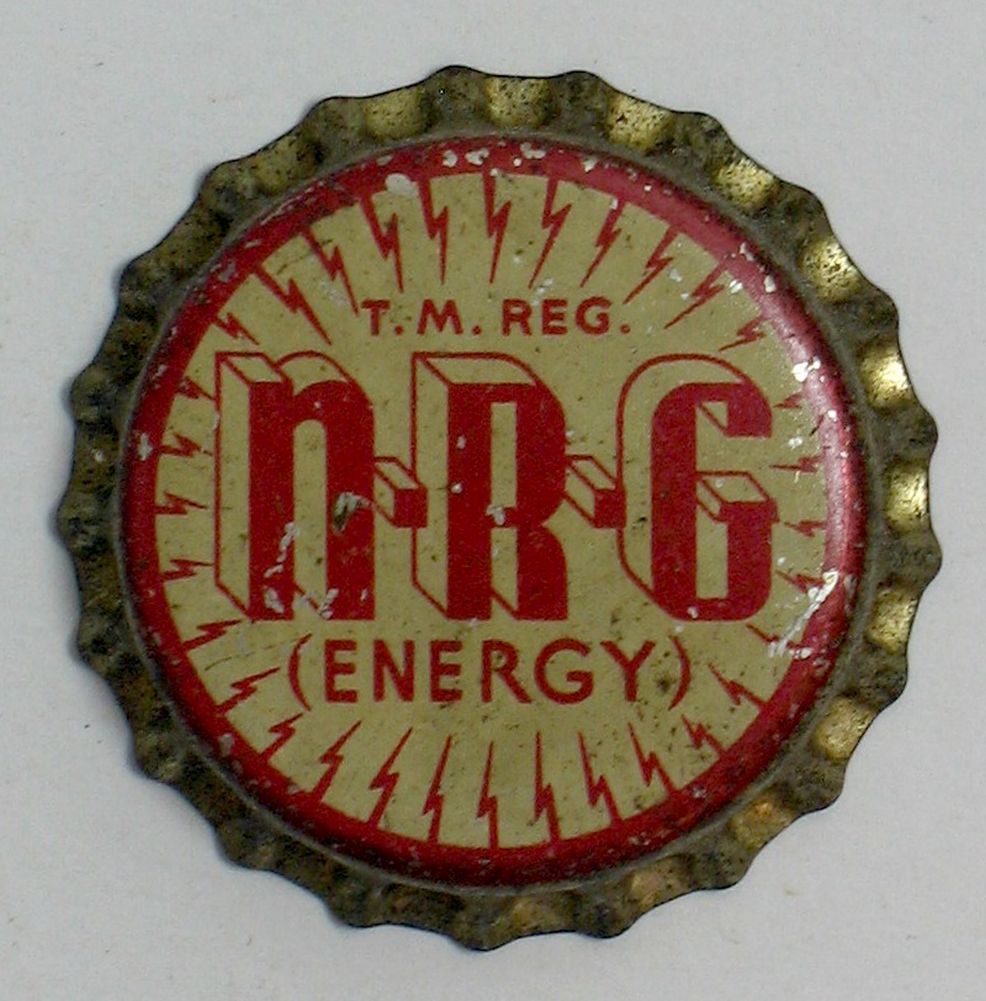 T.M. REG.
n-R-G
(ENERGY)